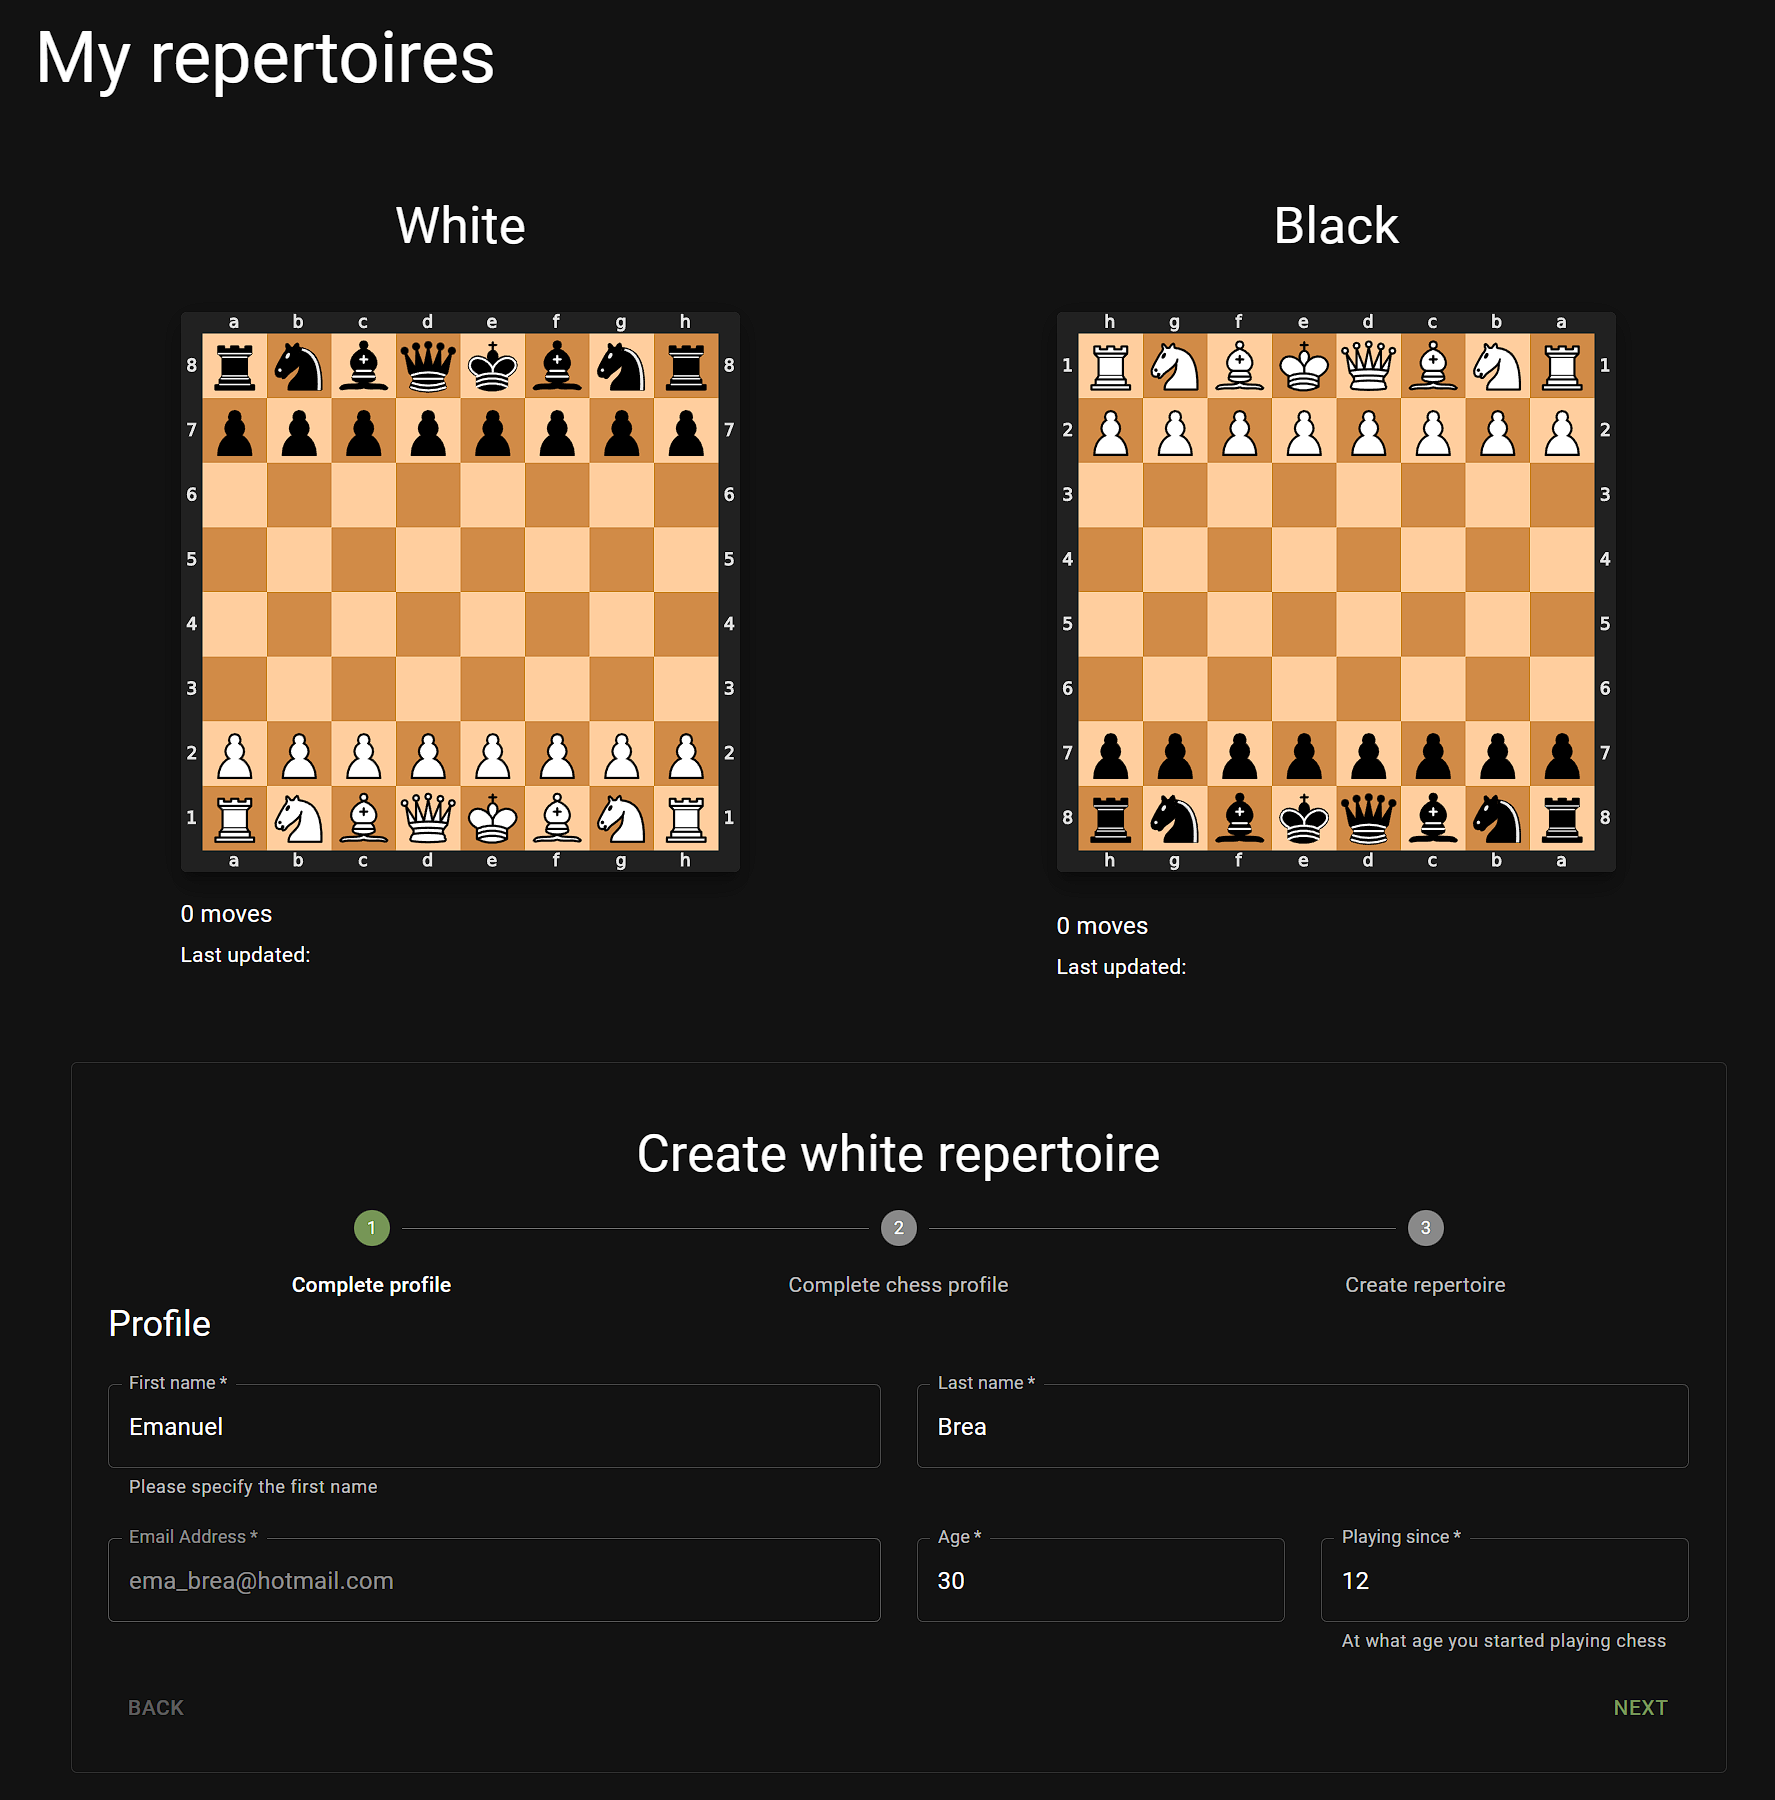 My repertoires
White
Black
a b c d e f g h
8 8
7 7
6 6
5 5
4 4
3 3
2 2
1 1
a b c d e f g h
0 moves
Last updated:
h g f e d c b a
1 1
2 2
3 3
4 4
5 5
6 6
7 7
8 8
h g f e d c b a
0 moves
Last updated:
Create white repertoire
1 2 3
Complete profile Complete chess profile Create repertoire
Profile
First name * Last name *
Emanuel Brea
Please specify the first name
Email Address * Age * Playing since *
ema_brea@hotmail.com 30 12
At what age you started playing chess
BACK NEXT